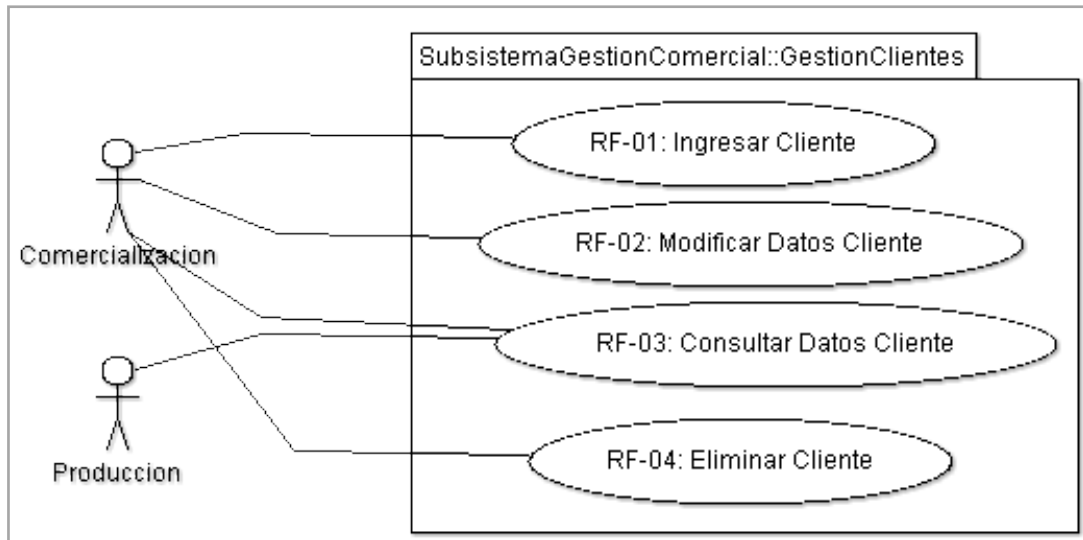 SubsistemaGestionComercial::GestionClientes
RF-01: Ingresar Cliente
RF-02: Modificar Datos Cliente
Comercializacion
RF-03: Consultar Datos Cliente
RF-04: Eliminar Cliente
Produccion